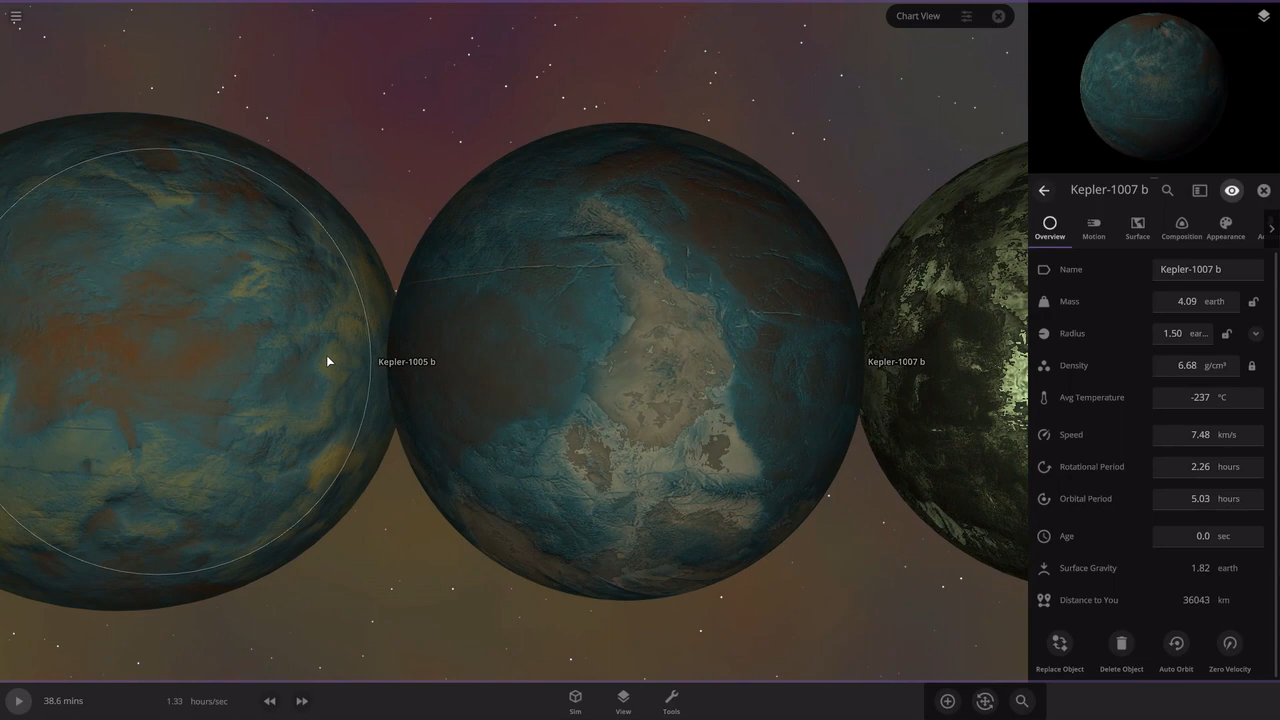 Chart View
Kepler-1005 b
Kepler-1007 b
Kepler-1007 b
Overview
Motion
Surface
Composition
Appearance
Name
Kepler-1007 b
Mass
4.09 earth
Radius
1.50 ear...
Density
6.68 g/cm³
Avg Temperature
-237 °C
Speed
7.48 km/s
Rotational Period
2.26 hours
Orbital Period
5.03 hours
Age
0.0 sec
Surface Gravity
1.82 earth
Distance to You
36043 km
Replace Object
Delete Object
Auto Orbit
Zero Velocity
38.6 mins
1.33 hours/sec
Sim
View
Tools